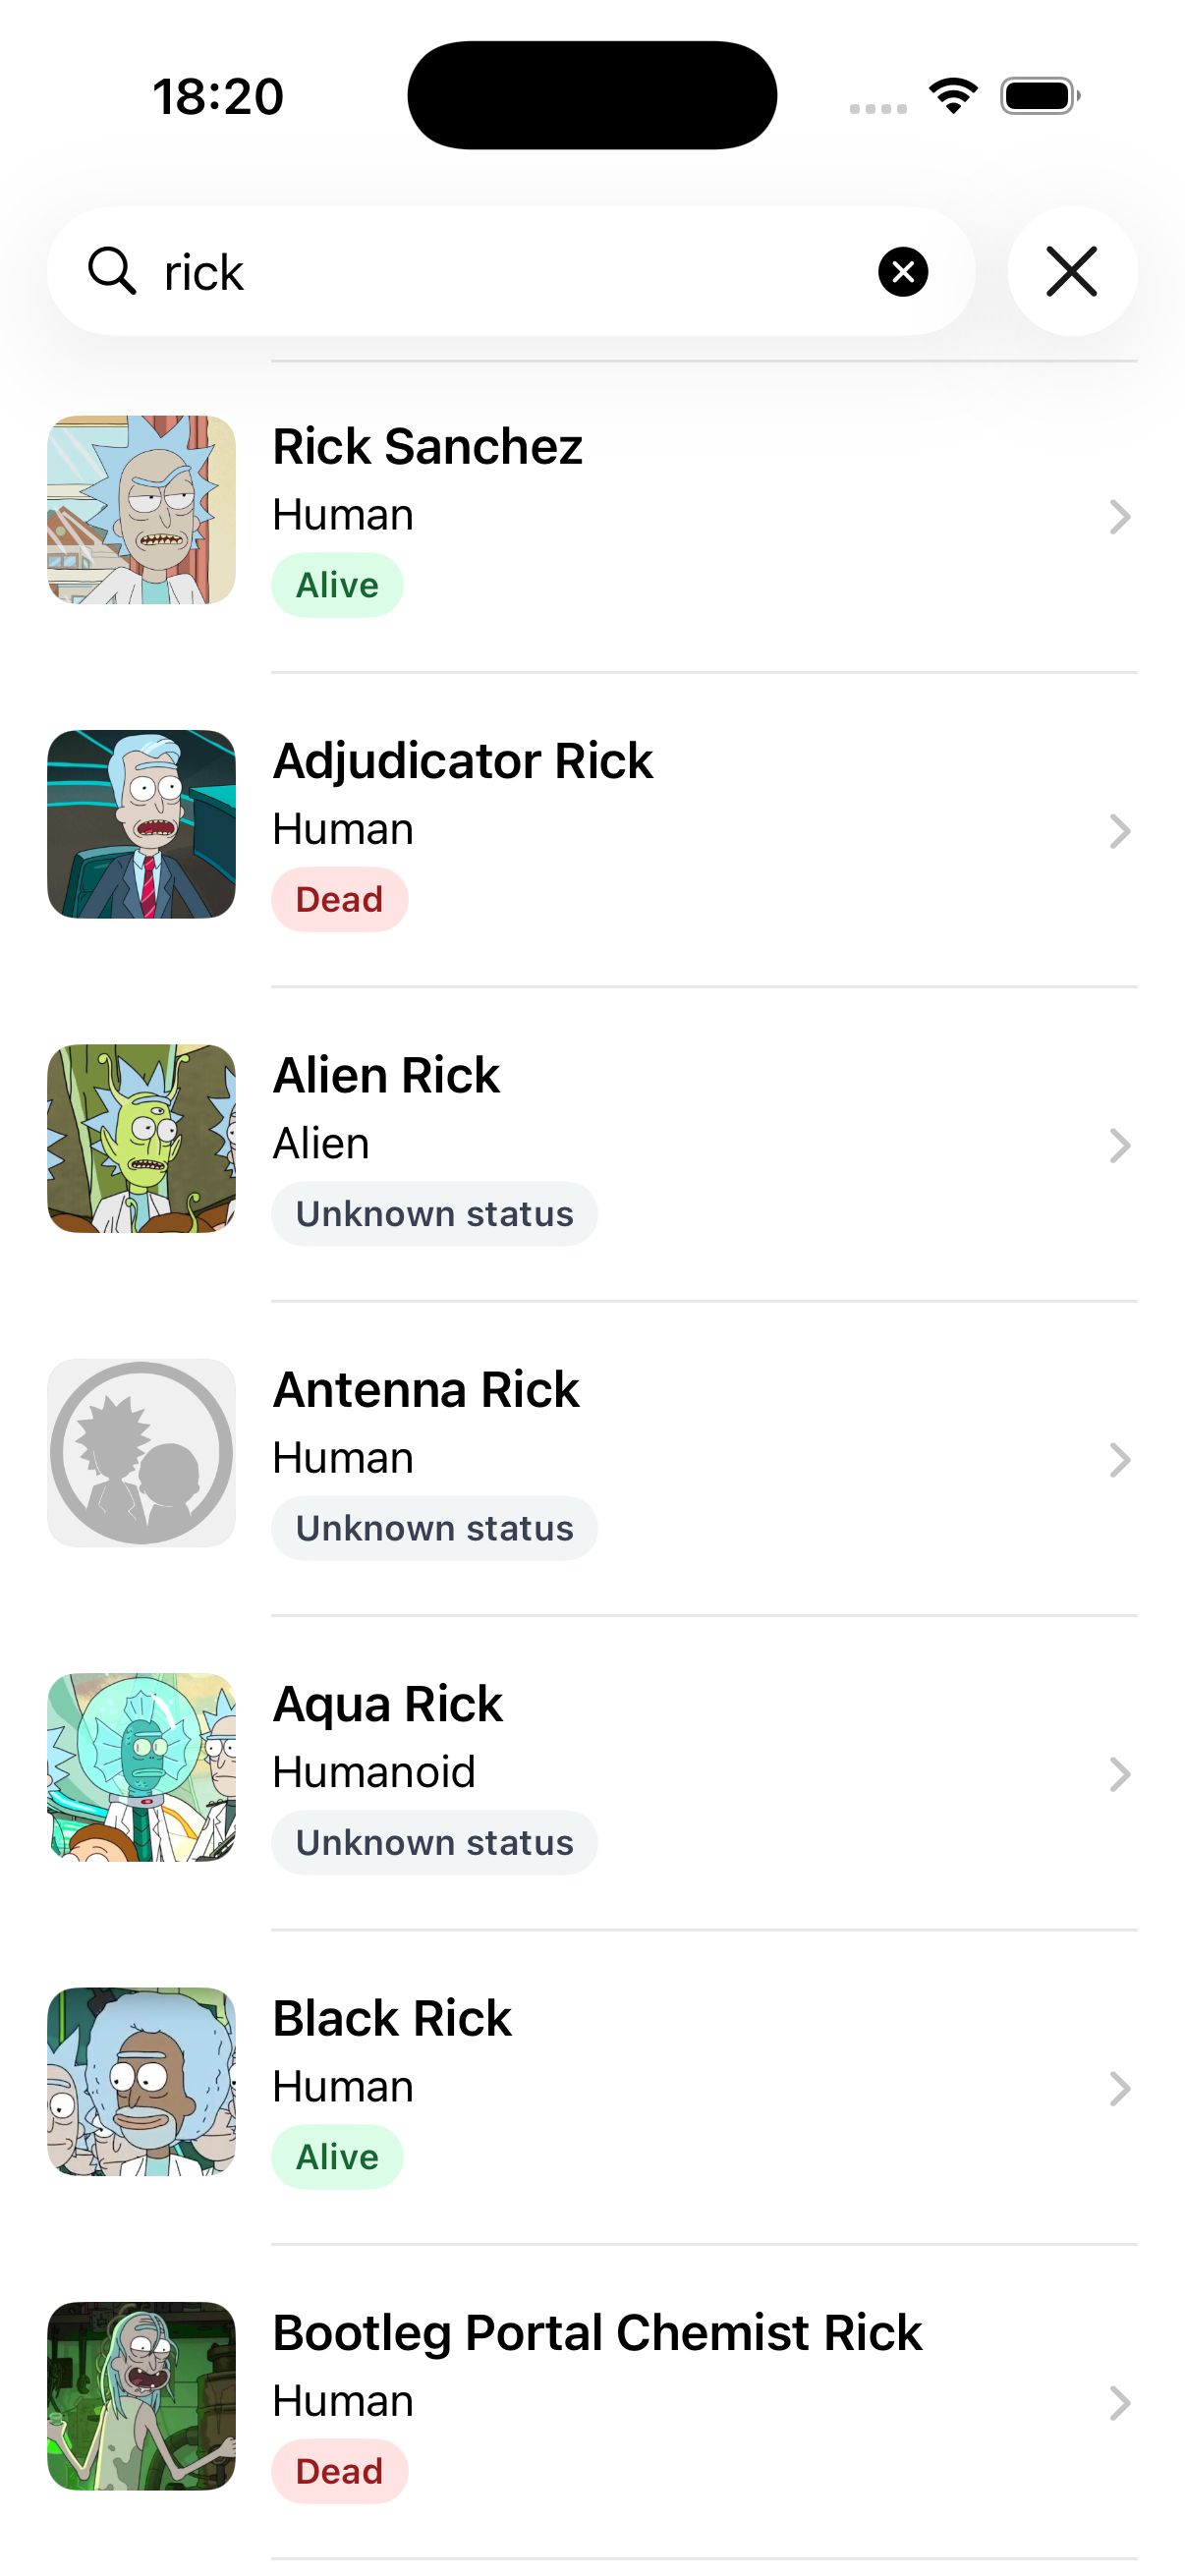 18:20
rick
Rick Sanchez
Human
Alive
Adjudicator Rick
Human
Dead
Alien Rick
Alien
Unknown status
Antenna Rick
Human
Unknown status
Aqua Rick
Humanoid
Unknown status
Black Rick
Human
Alive
Bootleg Portal Chemist Rick
Human
Dead